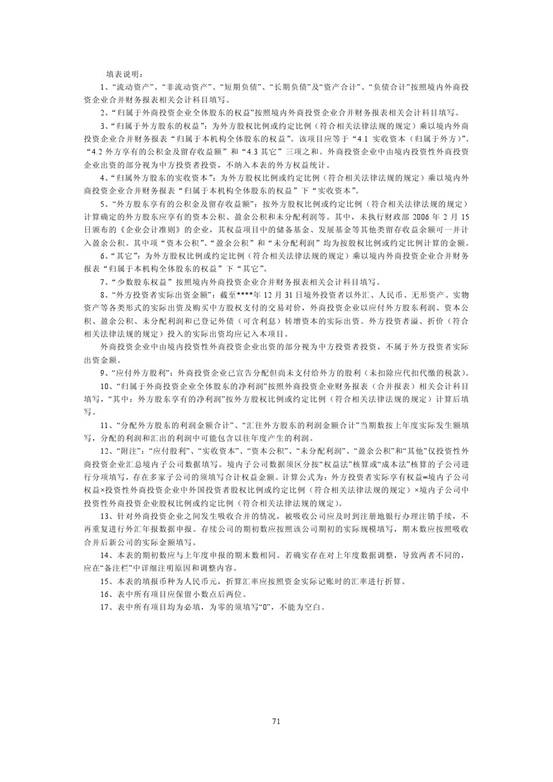 填表说明：
1、“流动资产”、“非流动资产”、“短期负债”、“长期负债”及“资产合计”、“负债合计”按照境内外商投
资企业合并财务报表相关会计科目填写。
2、“归属于外商投资企业全体股东的权益”按照境内外商投资企业合并财务报表相关会计科目填写。
3、“归属于外方股东的权益”：为外方股权比例或约定比例（符合相关法律法规的规定）乘以境内外商
投资企业合并财务报表“归属于本机构全体股东的权益”。该项目应等于“4.1 实收资本（归属于外方）”、
“4.2 外方享有的公积金及留存收益额”和“4.3 其它”三项之和。外商投资企业中由境内投资性外商投资
企业出资的部分视为中方投资者投资，不纳入本表的外方权益统计。
4、“归属外方股东的实收资本”：为外方股权比例或约定比例（符合相关法律法规的规定）乘以境内外
商投资企业合并财务报表“归属于本机构全体股东的权益”下“实收资本”。
5、“外方股东享有的公积金及留存收益额”：按外方股权比例或约定比例（符合相关法律法规的规定）
计算确定的外方股东应享有的资本公积、盈余公积和未分配利润等。其中，未执行财政部 2006 年 2 月 15
日颁布的《企业会计准则》的企业，其权益项目中的储备基金、发展基金等其他类留存收益金额可一并计
入盈余公积。其中项“资本公积”、“盈余公积”和“未分配利润”均为按股权比例或约定比例计算的金额。
6、“其它”：为外方股权比例或约定比例（符合相关法律法规的规定）乘以境内外商投资企业合并财务
报表“归属于本机构全体股东的权益”下“其它”。
7、“少数股东权益”按照境内外商投资企业合并财务报表相关会计科目填写。
8、“外方投资者实际出资金额”：截至****年 12 月 31 日境外投资者以外汇、人民币、无形资产、实物
资产等各类形式的实际出资及购买中方股权支付的交易对价，外商投资企业以应付外方股东利润、资本公
积、盈余公积、未分配利润和已登记外债（可含利息）转增资本的实际出资。外方投资者溢、折价（符合
相关法律法规的规定）投入的实际出资均应记入本项目。
外商投资企业中由境内投资性外商投资企业出资的部分视为中方投资者投资，不属于外方投资者实际
出资金额。
9、“应付外方股利”：外商投资企业已宣告分配但尚未支付给外方的股利（未扣除应代扣代缴的税款）。
10、“归属于外商投资企业全体股东的净利润”按照外商投资企业财务报表（合并报表）相关会计科目
填写，“其中：外方股东享有的净利润”按外方股权比例或约定比例（符合相关法律法规的规定）计算后填
写。
11、“分配外方股东的利润金额合计”、“汇往外方股东的利润金额合计”当期数按上年度实际发生额填
写，分配的利润和汇出的利润中可能包含以往年度产生的利润。
12、“附注”：“应付股利”、“实收资本”、“资本公积”、“未分配利润”、“盈余公积”和“其他”仅投资性外
商投资企业汇总境内子公司数据填写。境内子公司数据须区分按“权益法”核算或“成本法”核算的子公司进
行分项填写，存在多家子公司的须填写合计权益金额。计算公式为：外方投资者实际享有权益=境内子公司
权益×投资性外商投资企业中外国投资者股权比例或约定比例（符合相关法律法规的规定）×境内子公司中
投资性外商投资企业股权比例或约定比例（符合相关法律法规的规定）。
13、针对外商投资企业之间发生吸收合并的情况，被吸收公司应及时到注册地银行办理注销手续，不
再重复进行外汇年报数据申报。存续公司的期初数应按照该公司期初的实际规模填写，期末数应按照吸收
合并后新公司的实际金额填写。
14、本表的期初数应与上年度申报的期末数相同。若确实存在对上年度数据调整，导致两者不同的，
应在“备注栏”中详细注明原因和调整内容。
15、本表的填报币种为人民币元，折算汇率应按照资金实际记账时的汇率进行折算。
16、表中所有项目应保留小数点后两位。
17、表中所有项目均为必填，为零的须填写“0”，不能为空白。
71